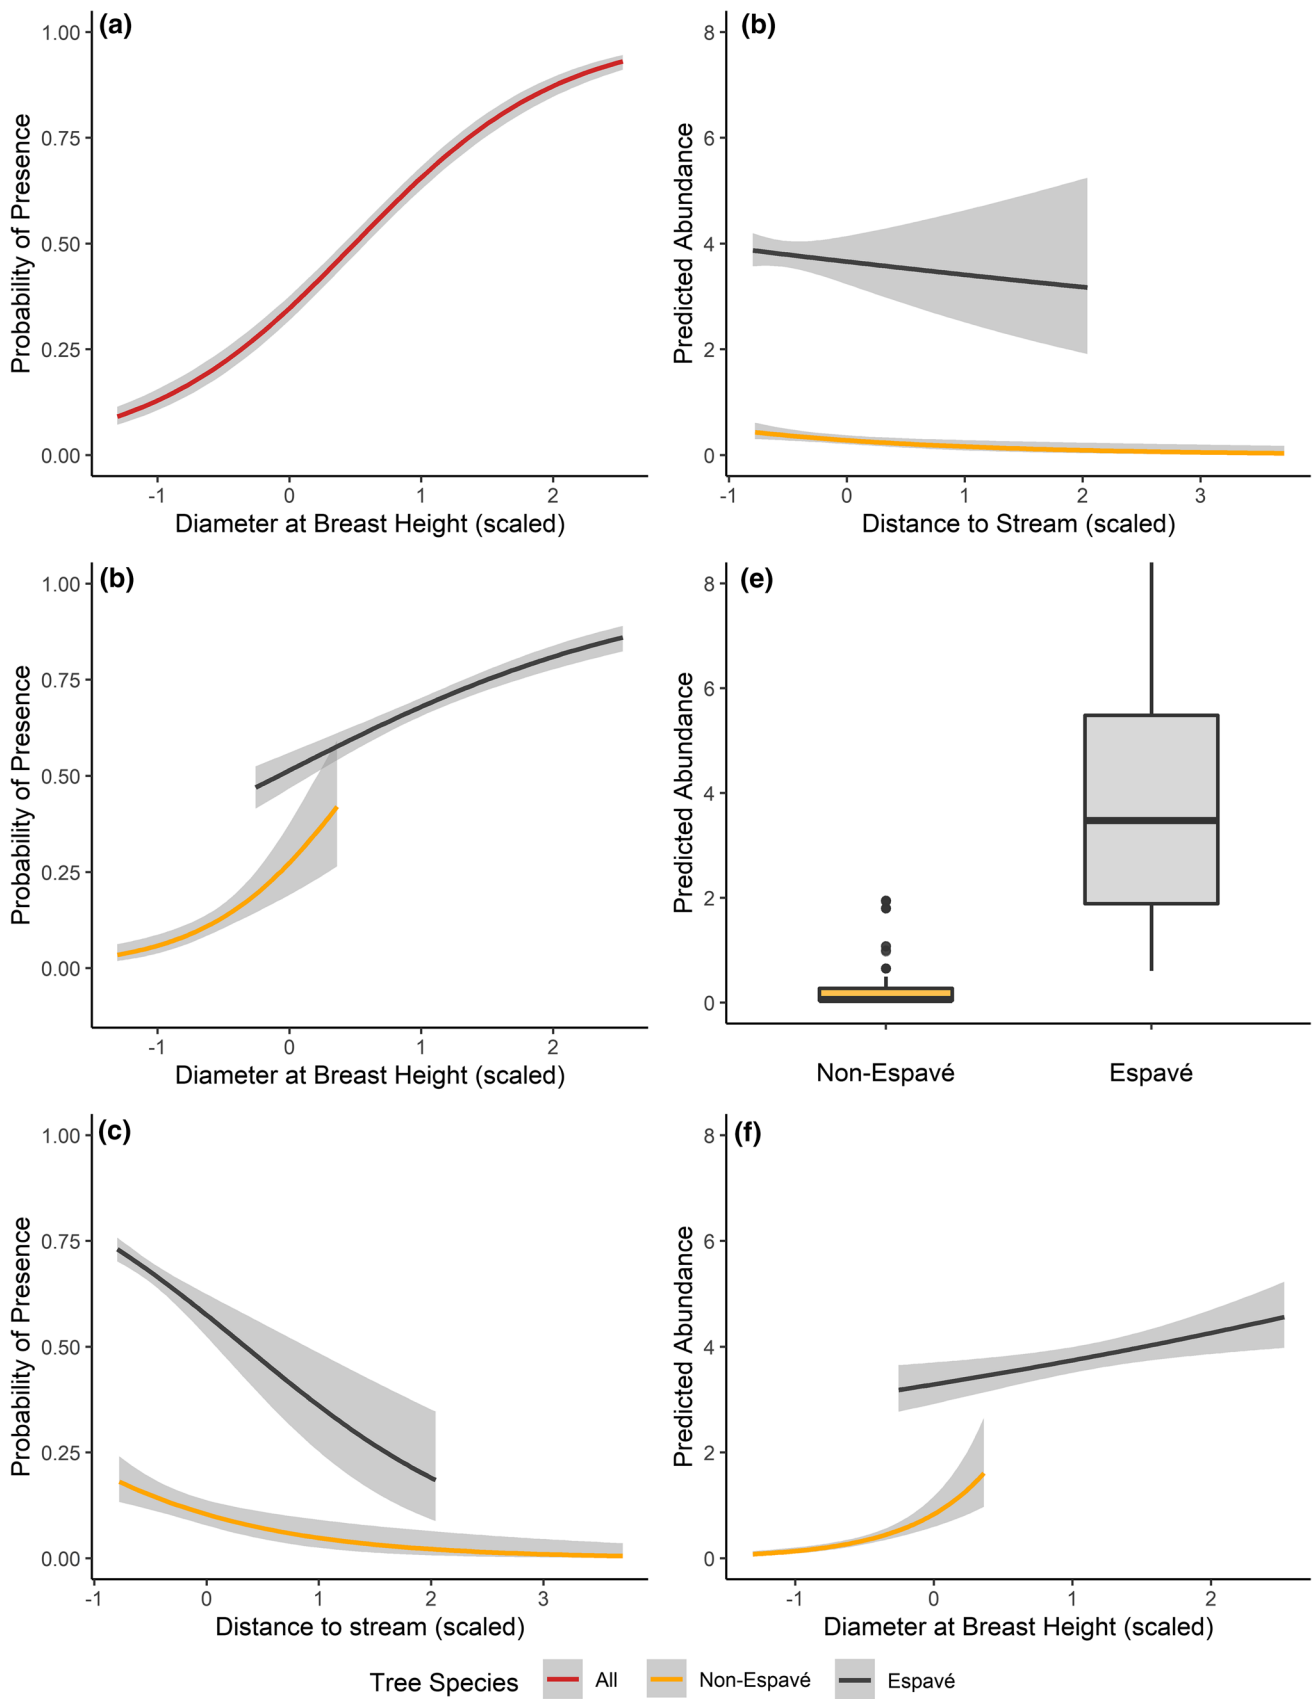 (a)
1.00
0.75
0.50
0.25
0.00
Probability of Presence
-1 0 1 2
Diameter at Breast Height (scaled)
(b)
8
6
4
2
0
Predicted Abundance
-1 0 1 2 3
Distance to Stream (scaled)
(b)
1.00
0.75
0.50
0.25
0.00
Probability of Presence
-1 0 1 2
Diameter at Breast Height (scaled)
(e)
8
6
4
2
0
Predicted Abundance
Non-Espavé Espavé
(c)
1.00
0.75
0.50
0.25
0.00
Probability of Presence
-1 0 1 2 3
Distance to stream (scaled)
(f)
8
6
4
2
0
Predicted Abundance
-1 0 1 2
Diameter at Breast Height (scaled)
Tree Species All Non-Espavé Espavé